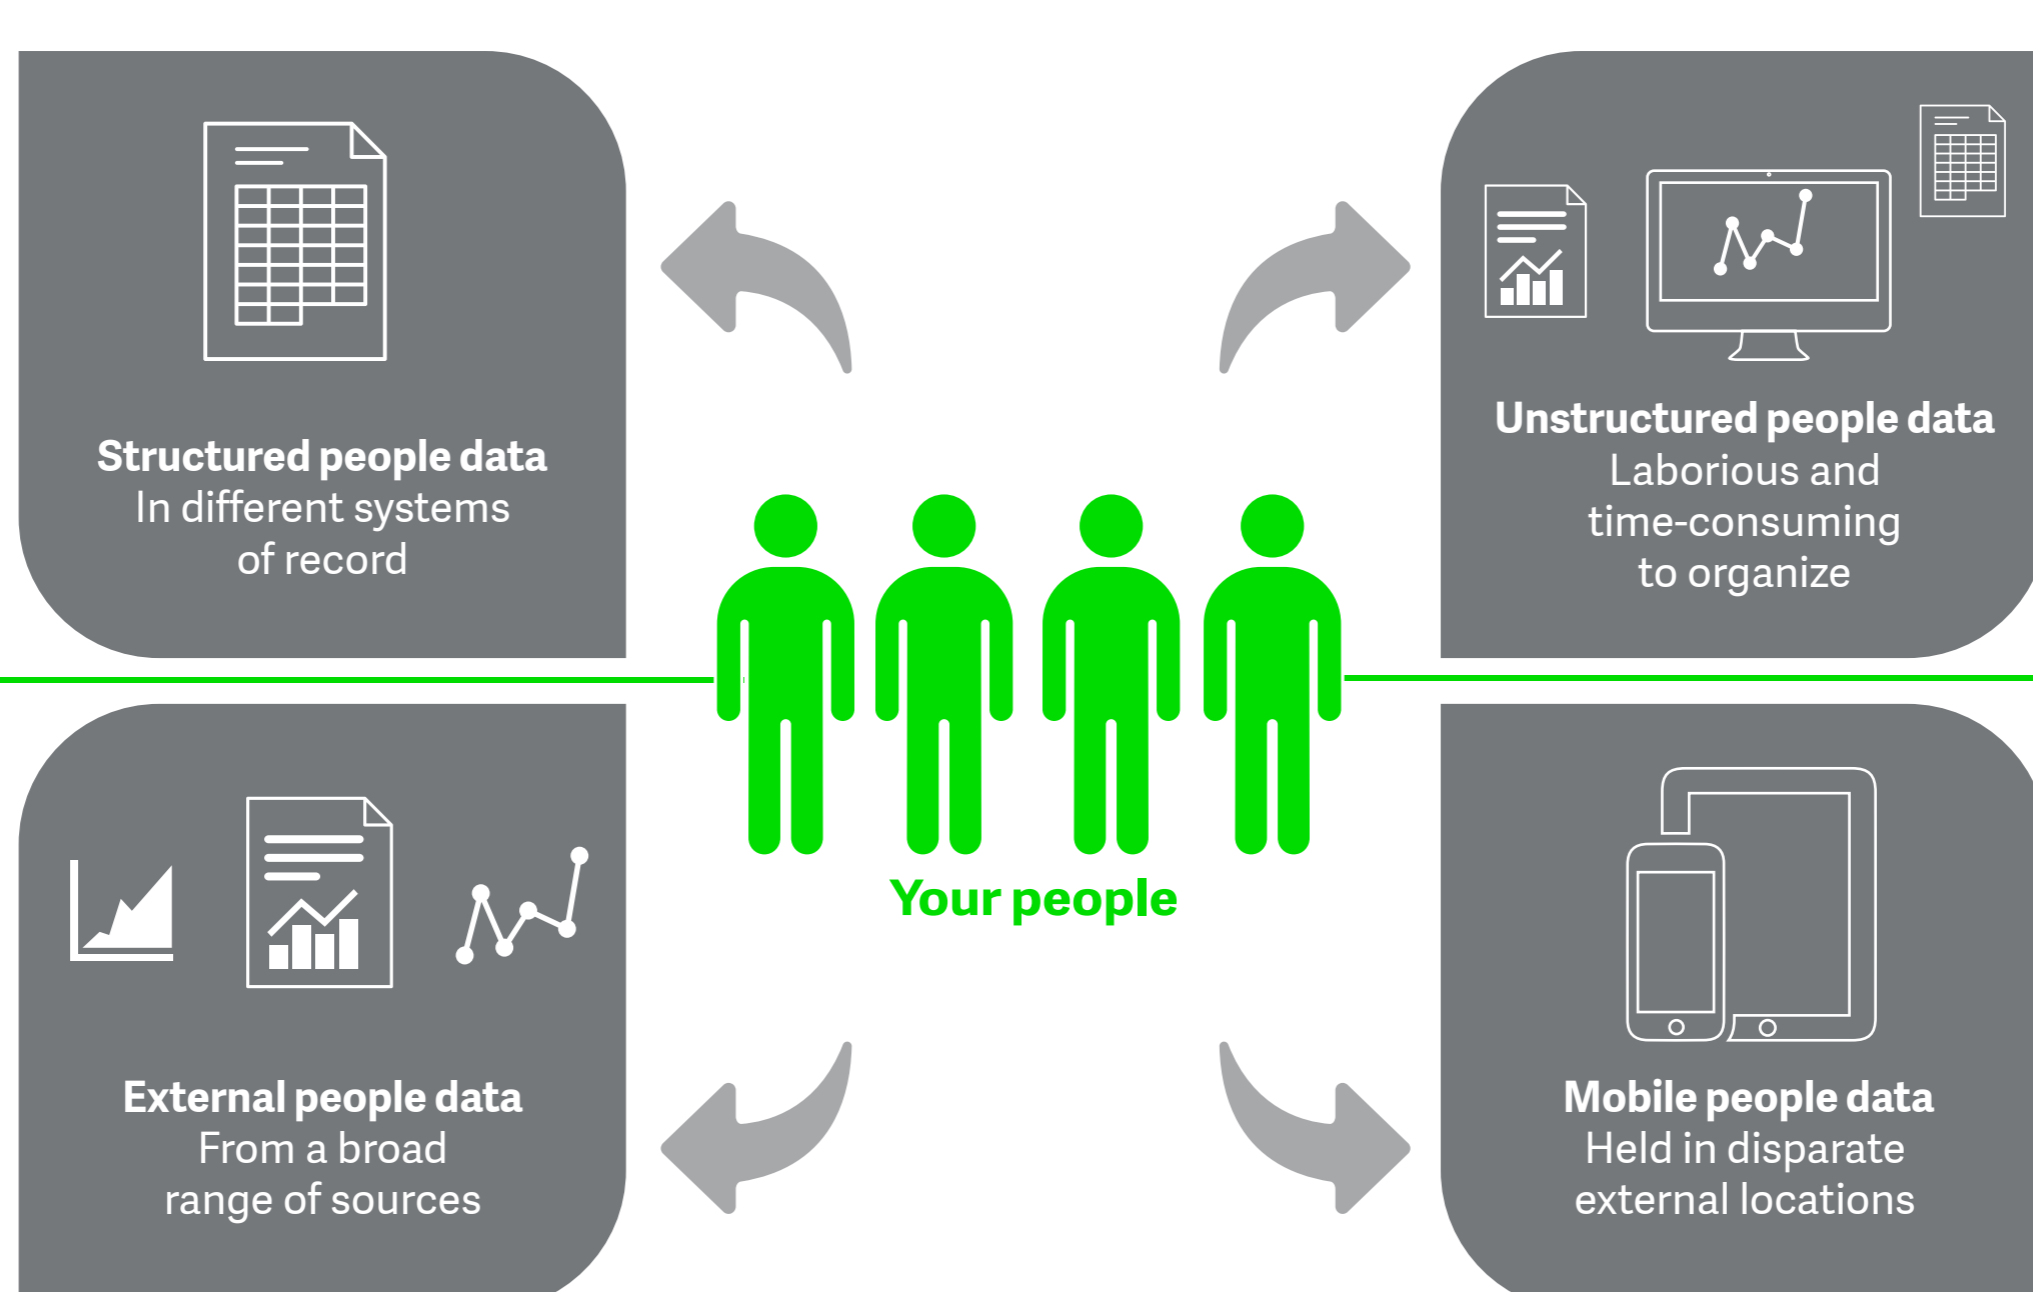 Structured people data
In different systems
of record
Unstructured people data
Laborious and
time-consuming
to organize
Your people
External people data
From a broad
range of sources
Mobile people data
Held in disparate
external locations